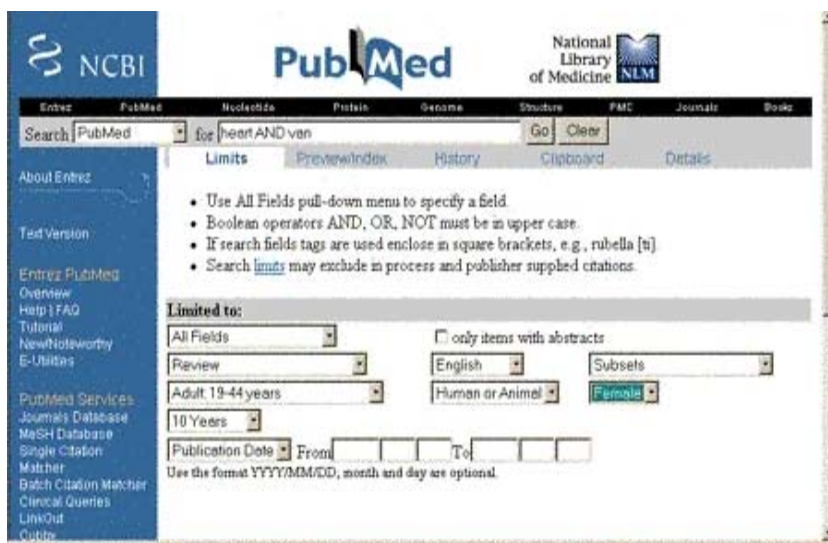 NCBI
PubMed
National
Library
of Medicine NLM
Entrez PubMed Nucleotide Protein Genome Structure PMC Journals Books
Search PubMed for heart AND van Go Clear
Limits Preview/Index History Clipboard Details
About Entrez
Text Version
Entrez PubMed
Overview
Help | FAQ
Tutorial
New/Noteworthy
E-Utilities
PubMed Services
Journals Database
MeSH Database
Single Citation
Matcher
Batch Citation Matcher
Clinical Queries
LinkOut
Cubby
• Use All Fields pull-down menu to specify a field.
• Boolean operators AND, OR, NOT must be in upper case.
• If search fields tags are used enclose in square brackets, e.g., rubella [ti].
• Search limits may exclude in process and publisher supplied citations.
Limited to:
All Fields only items with abstracts
Review English Subsets
Adult: 19-44 years Human or Animal Female
10 Years
Publication Date From To
Use the format YYYY/MM/DD, month and day are optional.